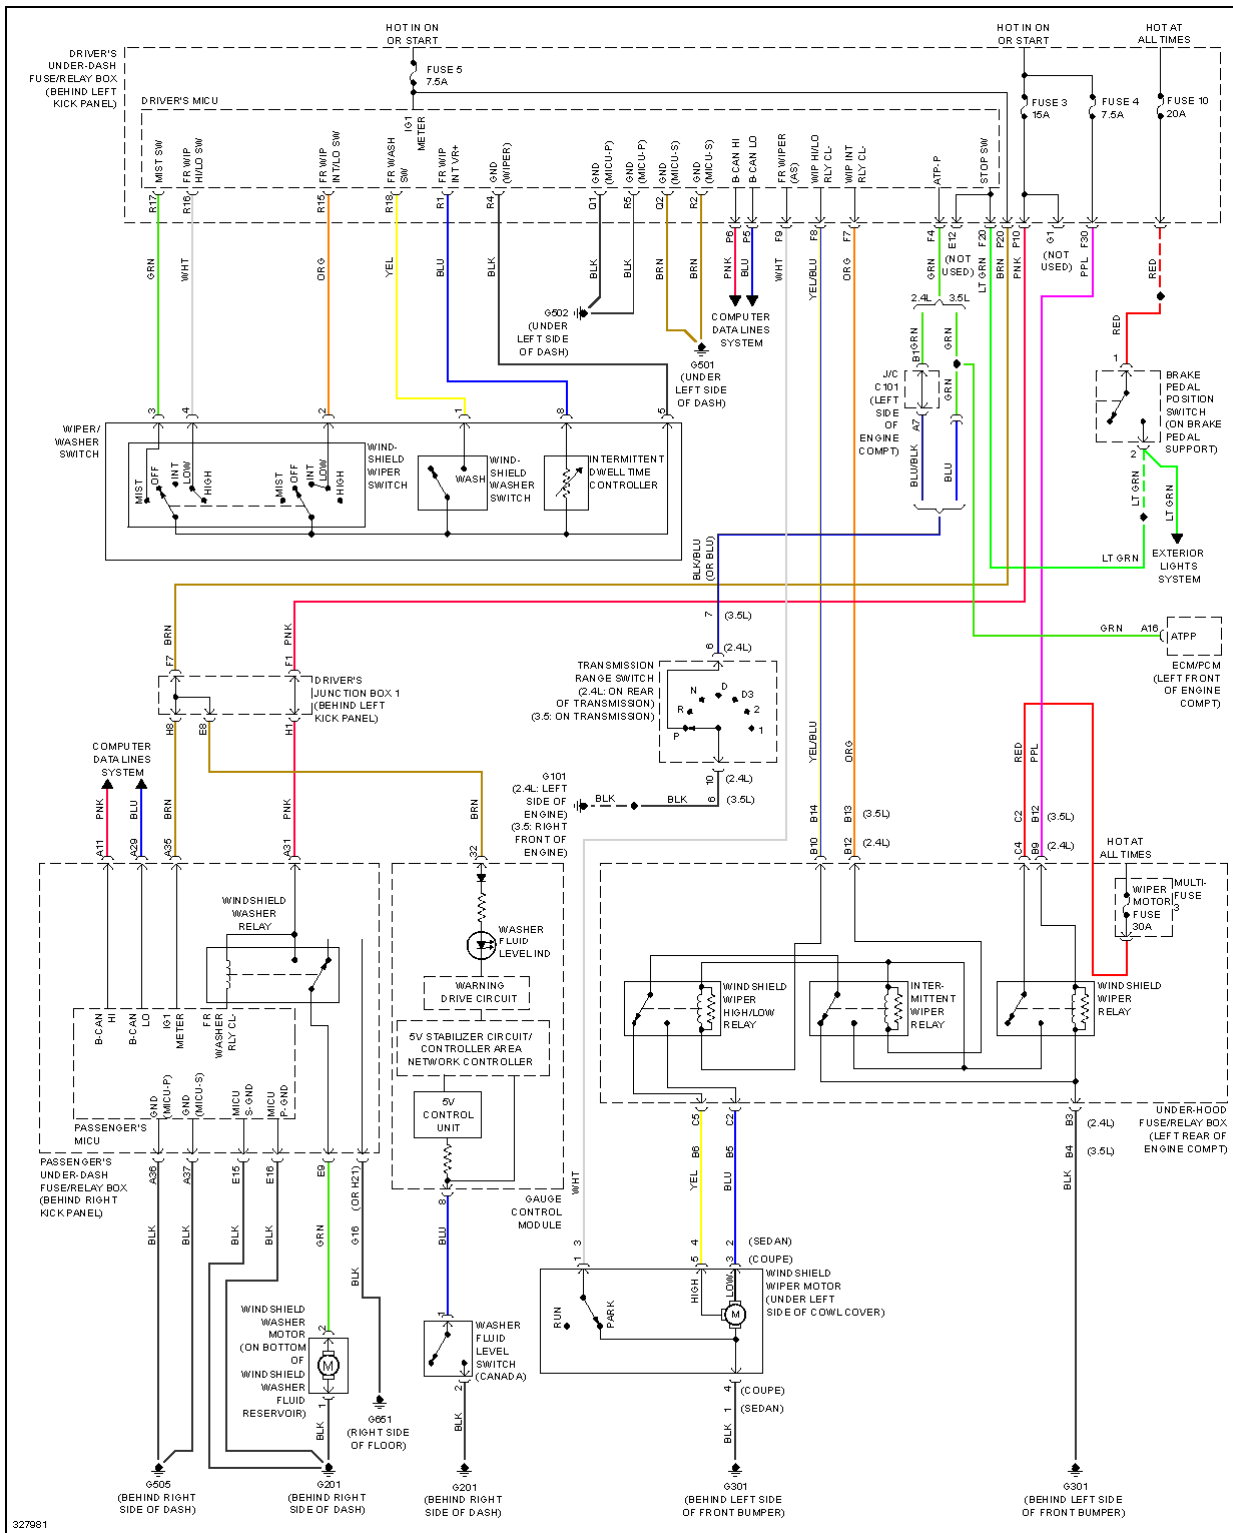 HOT IN ON
OR START
HOT IN ON
OR START
HOT AT
ALL TIMES
DRIVER'S
UNDER-DASH
FUSE/RELAY BOX
(BEHIND LEFT
KICK PANEL)
FUSE 5
7.5A
FUSE 3
15A
FUSE 4
7.5A
FUSE 10
20A
DRIVER'S MICU
MIST SW
FR WIP
HI/LO SW
FR WIP
INT/LO SW
FR WASH
SW
IG1
METER
FR WIP
INT VR+
GND
(WIPER)
GND
(MICU-P)
GND
(MICU-P)
GND
(MICU-S)
GND
(MICU-S)
B-CAN HI
B-CAN LO
FR WIPER
(AS)
WIP HI/LO
RLY CL-
WIP INT
RLY CL-
ATP-P
STOP SW
R17
R16
R15
R18
R1
R4
Q1
R5
Q2
R2
P6
P5
F9
F8
F7
F4
E12
F20
P20
P10
G1
F30
GRN
WHT
ORG
YEL
BLU
BLK
BLK
BLK
BRN
BRN
PNK
BLU
WHT
YEL/BLU
ORG
GRN
(NOT
USED)
LT GRN
BRN
PNK
(NOT
USED)
PPL
RED
G502
(UNDER
LEFT SIDE
OF DASH)
G501
(UNDER
LEFT SIDE
OF DASH)
COMPUTER
DATA LINES
SYSTEM
2.4L
3.5L
GRN
B1
GRN
RED
1
J/C
C101
(LEFT
SIDE
OF
ENGINE
COMPT)
GRN
A7
BLU/BLK
BLU
BRAKE
PEDAL
POSITION
SWITCH
(ON BRAKE
PEDAL
SUPPORT)
2
LT GRN
LT GRN
LT GRN
EXTERIOR
LIGHTS
SYSTEM
3
4
2
1
8
5
WIPER/
WASHER
SWITCH
MIST
OFF
INT
LOW
HIGH
MIST
OFF
INT
LOW
HIGH
WIND-
SHIELD
WIPER
SWITCH
WASH
WIND-
SHIELD
WASHER
SWITCH
INTERMITTENT
DWELL TIME
CONTROLLER
BLK/BLU
(OR BLU)
7
(3.5L)
6
(2.4L)
GRN
A16
ATPP
ECM/PCM
(LEFT FRONT
OF ENGINE
COMPT)
BRN
F7
PNK
F1
DRIVER'S
JUNCTION BOX 1
(BEHIND LEFT
KICK PANEL)
H8
E8
H1
TRANSMISSION
RANGE SWITCH
(2.4L: ON REAR
OF TRANSMISSION)
(3.5: ON TRANSMISSION)
P
R
N
D
D3
2
1
10
(2.4L)
6
(3.5L)
BLK
BLK
G101
(2.4L: LEFT
SIDE OF
ENGINE)
(3.5: RIGHT
FRONT OF
ENGINE)
COMPUTER
DATA LINES
SYSTEM
PNK
BLU
BRN
PNK
BRN
A11
A29
A35
A31
32
YEL/BLU
ORG
RED
PPL
B14
B13
(3.5L)
B10
B12
(2.4L)
C2
B12
(3.5L)
C4
B9
(2.4L)
HOT AT
ALL TIMES
WIPER
MOTOR
FUSE
30A
MULTI-
FUSE
3
WINDSHIELD
WASHER
RELAY
WASHER
FLUID
LEVEL IND
WARNING
DRIVE CIRCUIT
5V STABILIZER CIRCUIT/
CONTROLLER AREA
NETWORK CONTROLLER
5V
CONTROL
UNIT
B-CAN
HI
B-CAN
LO
IG1
METER
FR
WASHER
RLY CL-
GND
(MICU-P)
GND
(MICU-S)
MICU
S-GND
MICU
P-GND
PASSENGER'S
MICU
WINDSHIELD
WIPER
HIGH/LOW
RELAY
INTER-
MITTENT
WIPER
RELAY
WINDSHIELD
WIPER
RELAY
PASSENGER'S
UNDER-DASH
FUSE/RELAY BOX
(BEHIND RIGHT
KICK PANEL)
A36
A37
E15
E16
E9
(OR H21)
G16
8
GAUGE
CONTROL
MODULE
C5
C2
B6
B5
B3
(2.4L)
B4
(3.5L)
UNDER-HOOD
FUSE/RELAY BOX
(LEFT REAR OF
ENGINE COMPT)
BLK
BLK
BLK
BLK
GRN
BLK
BLU
WHT
YEL
BLU
BLK
3
4
2
(SEDAN)
1
5
3
(COUPE)
HIGH
LOW
RUN
PARK
M
WINDSHIELD
WIPER MOTOR
(UNDER LEFT
SIDE OF COWL COVER)
WINDSHIELD
WASHER
MOTOR
(ON BOTTOM
OF
WINDSHIELD
WASHER
FLUID
RESERVOIR)
2
M
1
BLK
G651
(RIGHT SIDE
OF FLOOR)
1
WASHER
FLUID
LEVEL
SWITCH
(CANADA)
2
BLK
4
(COUPE)
1
(SEDAN)
BLK
G505
(BEHIND RIGHT
SIDE OF DASH)
G201
(BEHIND RIGHT
SIDE OF DASH)
G201
(BEHIND RIGHT
SIDE OF DASH)
G301
(BEHIND LEFT SIDE
OF FRONT BUMPER)
G301
(BEHIND LEFT SIDE
OF FRONT BUMPER)
327981